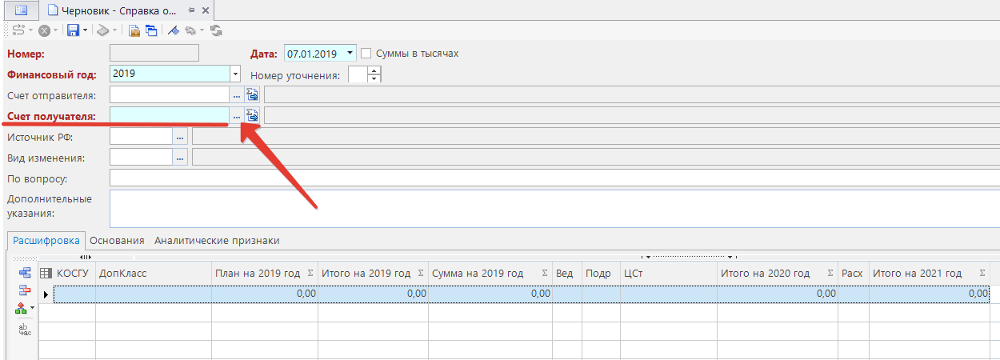 Черновик - Справка о...
Номер: Дата: 07.01.2019 Суммы в тысячах
Финансовый год: 2019 Номер уточнения:
Счет отправителя: ...
Счет получателя: ...
Источник РФ: ...
Вид изменения: ...
По вопросу:
Дополнительные
указания:
Расшифровка Основания Аналитические признаки
КОСГУ ДопКласс План на 2019 год Σ Итого на 2019 год Σ Сумма на 2019 год Σ Вед Подр ЦСт Итого на 2020 год Σ Расх Итого на 2021 год Σ
0,00 0,00 0,00 0,00 0,00
ab
ac